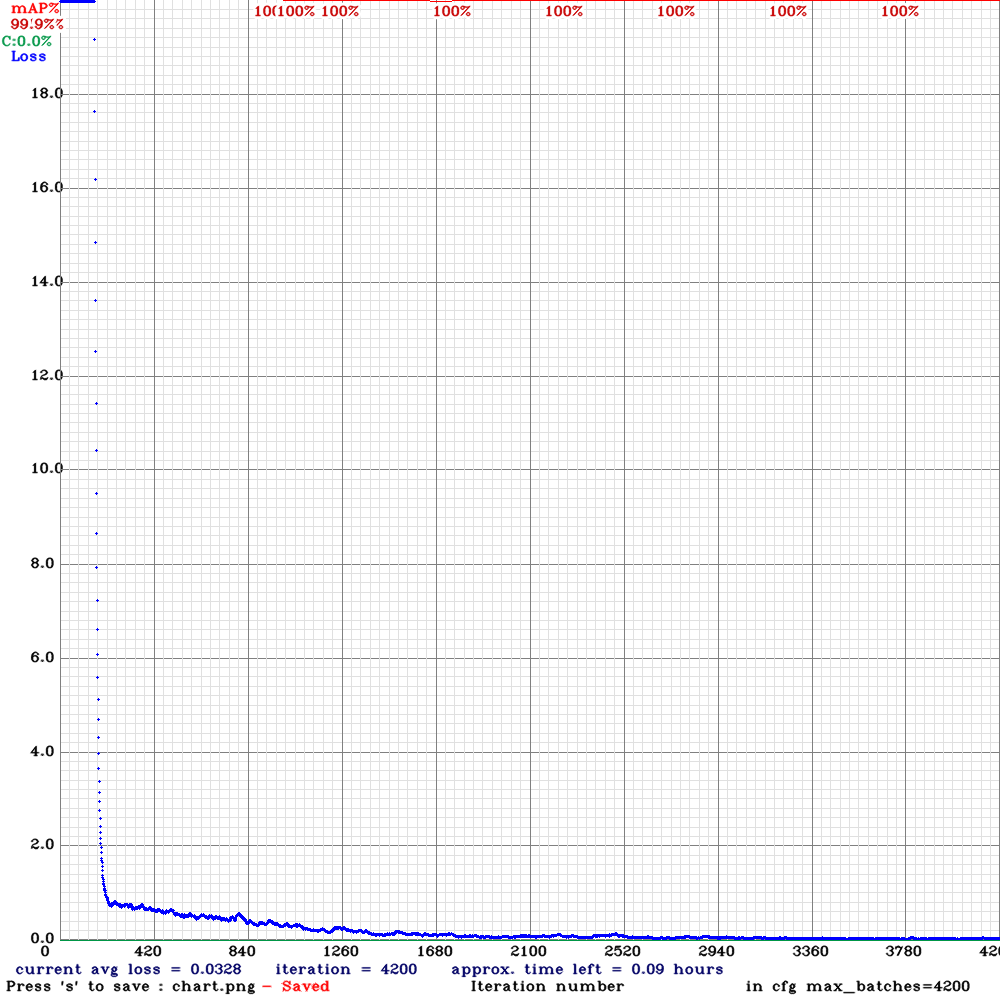 mAP% 100% 100% 100% 100% 100% 100% 100%
99.9%
C:0.0%
Loss
18.0
16.0
14.0
12.0
10.0
8.0
6.0
4.0
2.0
0.0
0 420 840 1260 1680 2100 2520 2940 3360 3780 420
current avg loss = 0.0328 iteration = 4200 approx. time left = 0.09 hours
Press 's' to save : chart.png - Saved Iteration number in cfg max_batches=4200